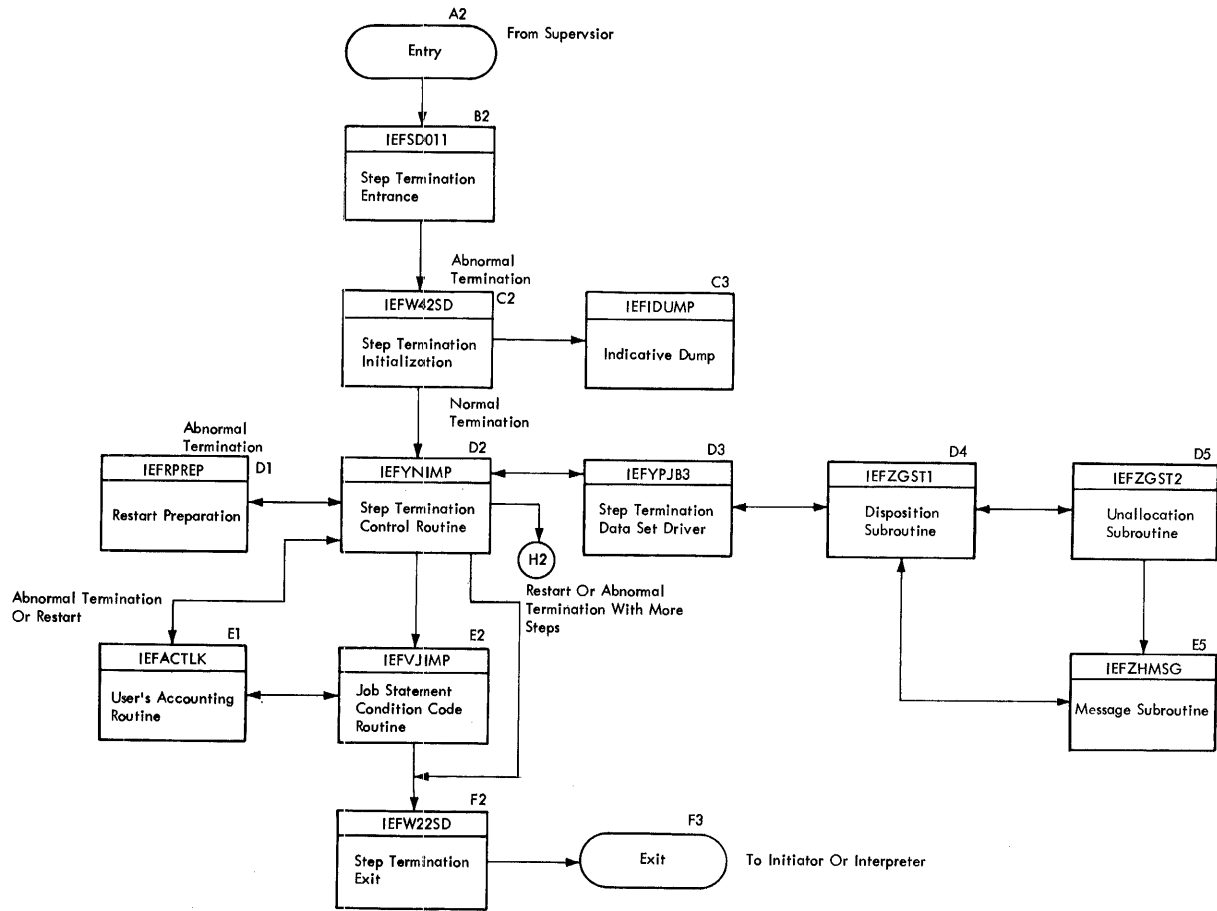 A2
From Supervsior
Entry
B2
IEFSD011
Step Termination
Entrance
Abnormal
Termination
C2
IEFW42SD
Step Termination
Initialization
C3
IEFIDUMP
Indicative Dump
Normal
Termination
Abnormal
Termination
D1
IEFRPREP
Restart Preparation
D2
IEFYNIMP
Step Termination
Control Routine
D3
IEFYPJB3
Step Termination
Data Set Driver
D4
IEFZGST1
Disposition
Subroutine
D5
IEFZGST2
Unallocation
Subroutine
H2
Restart Or Abnormal
Termination With More
Steps
Abnormal Termination
Or Restart
E1
IEFACTLK
User's Accounting
Routine
E2
IEFVJIMP
Job Statement
Condition Code
Routine
E5
IEFZHMSG
Message Subroutine
F2
IEFW22SD
Step Termination
Exit
F3
Exit
To Initiator Or Interpreter